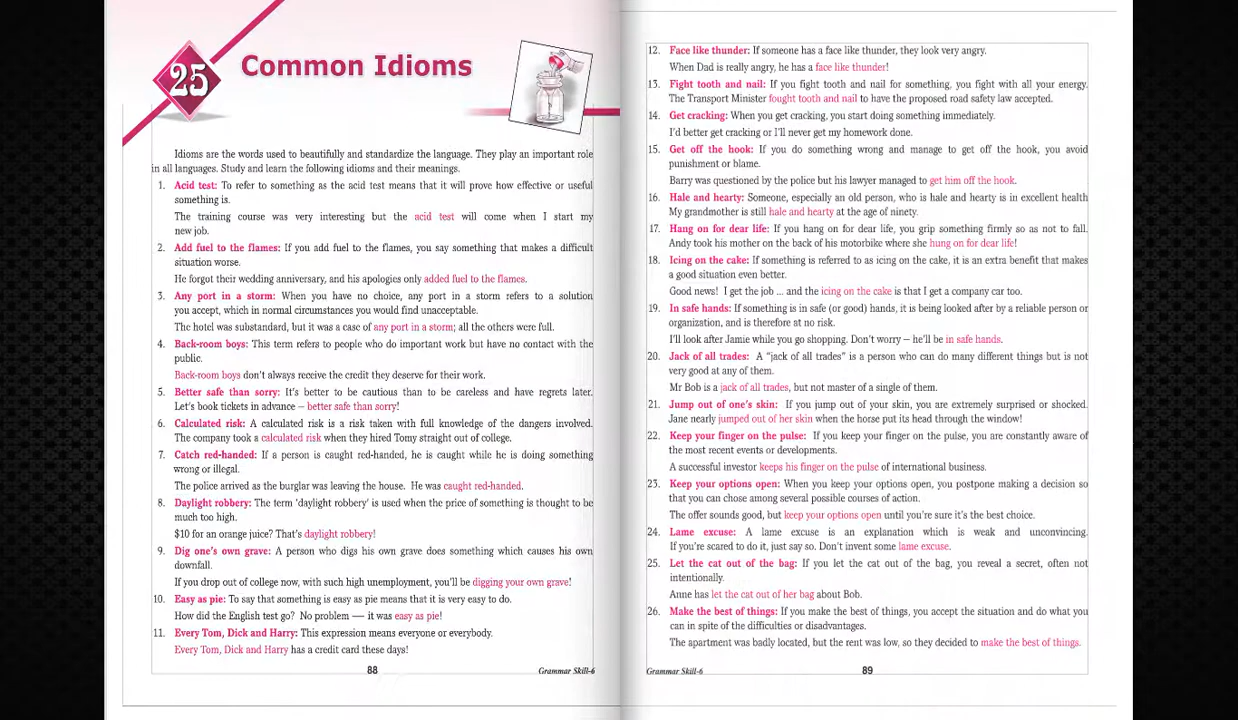 25
Common Idioms
Idioms are the words used to beautifully and standardize the language. They play an important role
in all languages. Study and learn the following idioms and their meanings.
1. Acid test: To refer to something as the acid test means that it will prove how effective or useful
something is.
The training course was very interesting but the acid test will come when I start my
new job.
2. Add fuel to the flames: If you add fuel to the flames, you say something that makes a difficult
situation worse.
He forgot their wedding anniversary, and his apologies only added fuel to the flames.
3. Any port in a storm: When you have no choice, any port in a storm refers to a solution
you accept, which in normal circumstances you would find unacceptable.
The hotel was substandard, but it was a case of any port in a storm; all the others were full.
4. Back-room boys: This term refers to people who do important work but have no contact with the
public.
Back-room boys don't always receive the credit they deserve for their work.
5. Better safe than sorry: It's better to be cautious than to be careless and have regrets later.
Let's book tickets in advance – better safe than sorry!
6. Calculated risk: A calculated risk is a risk taken with full knowledge of the dangers involved.
The company took a calculated risk when they hired Tomy straight out of college.
7. Catch red-handed: If a person is caught red-handed, he is caught while he is doing something
wrong or illegal.
The police arrived as the burglar was leaving the house. He was caught red-handed.
8. Daylight robbery: The term 'daylight robbery' is used when the price of something is thought to be
much too high.
$10 for an orange juice? That's daylight robbery!
9. Dig one's own grave: A person who digs his own grave does something which causes his own
downfall.
If you drop out of college now, with such high unemployment, you'll be digging your own grave!
10. Easy as pie: To say that something is easy as pie means that it is very easy to do.
How did the English test go? No problem — it was easy as pie!
11. Every Tom, Dick and Harry: This expression means everyone or everybody.
Every Tom, Dick and Harry has a credit card these days!
88
Grammar Skill-6
12. Face like thunder: If someone has a face like thunder, they look very angry.
When Dad is really angry, he has a face like thunder!
13. Fight tooth and nail: If you fight tooth and nail for something, you fight with all your energy.
The Transport Minister fought tooth and nail to have the proposed road safety law accepted.
14. Get cracking: When you get cracking, you start doing something immediately.
I'd better get cracking or I'll never get my homework done.
15. Get off the hook: If you do something wrong and manage to get off the hook, you avoid
punishment or blame.
Barry was questioned by the police but his lawyer managed to get him off the hook.
16. Hale and hearty: Someone, especially an old person, who is hale and hearty is in excellent health
My grandmother is still hale and hearty at the age of ninety.
17. Hang on for dear life: If you hang on for dear life, you grip something firmly so as not to fall.
Andy took his mother on the back of his motorbike where she hung on for dear life!
18. Icing on the cake: If something is referred to as icing on the cake, it is an extra benefit that makes
a good situation even better.
Good news! I get the job ... and the icing on the cake is that I get a company car too.
19. In safe hands: If something is in safe (or good) hands, it is being looked after by a reliable person or
organization, and is therefore at no risk.
I'll look after Jamie while you go shopping. Don't worry – he'll be in safe hands.
20. Jack of all trades: A "jack of all trades" is a person who can do many different things but is not
very good at any of them.
Mr Bob is a jack of all trades, but not master of a single of them.
21. Jump out of one's skin: If you jump out of your skin, you are extremely surprised or shocked.
Jane nearly jumped out of her skin when the horse put its head through the window!
22. Keep your finger on the pulse: If you keep your finger on the pulse, you are constantly aware of
the most recent events or developments.
A successful investor keeps his finger on the pulse of international business.
23. Keep your options open: When you keep your options open, you postpone making a decision so
that you can chose among several possible courses of action.
The offer sounds good, but keep your options open until you're sure it's the best choice.
24. Lame excuse: A lame excuse is an explanation which is weak and unconvincing.
If you're scared to do it, just say so. Don't invent some lame excuse.
25. Let the cat out of the bag: If you let the cat out of the bag, you reveal a secret, often not
intentionally.
Anne has let the cat out of her bag about Bob.
26. Make the best of things: If you make the best of things, you accept the situation and do what you
can in spite of the difficulties or disadvantages.
The apartment was badly located, but the rent was low, so they decided to make the best of things.
Grammar Skill-6
89